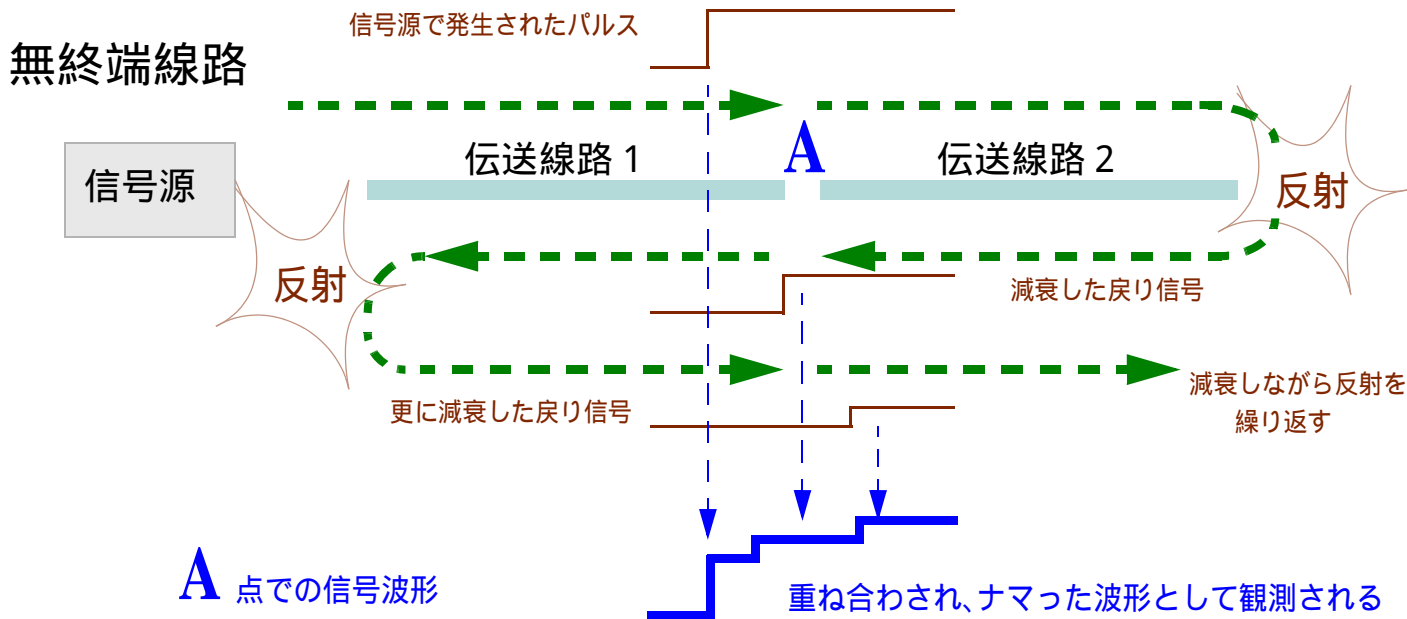 信号源で発生されたパルス
無終端線路
伝送線路 1
A
伝送線路 2
信号源
反射
反射
減衰した戻り信号
更に減衰した戻り信号
減衰しながら反射を
繰り返す
A 点での信号波形
重ね合わされ、ナマった波形として観測される